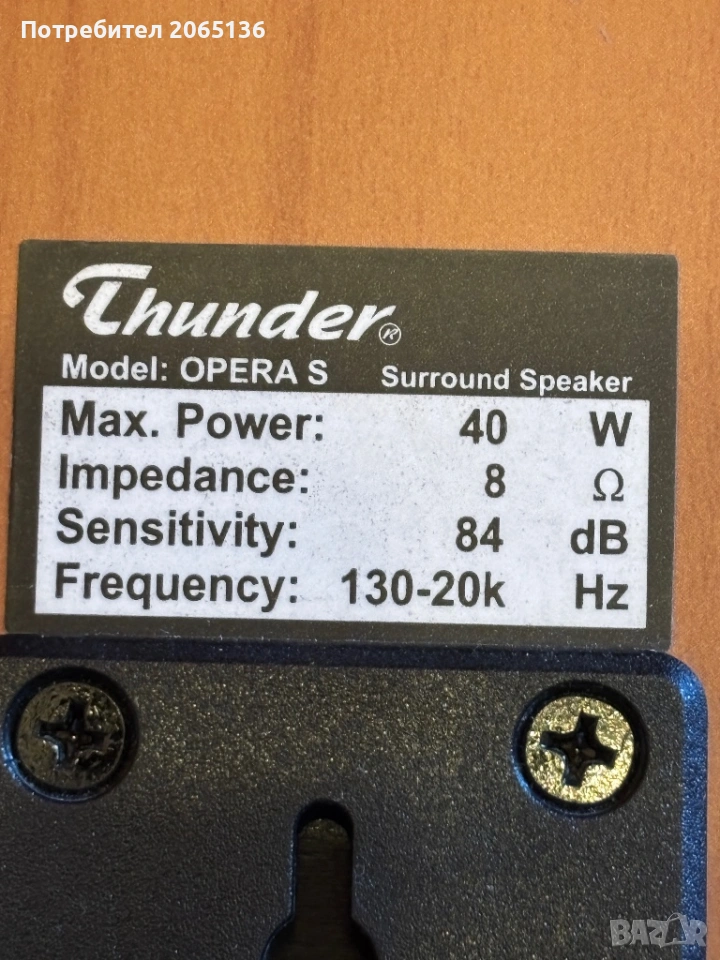 Потребител 2065136
Thunder ®
Model: OPERA S Surround Speaker
Max. Power: 40 W
Impedance: 8 Ω
Sensitivity: 84 dB
Frequency: 130-20k Hz
BAZAR